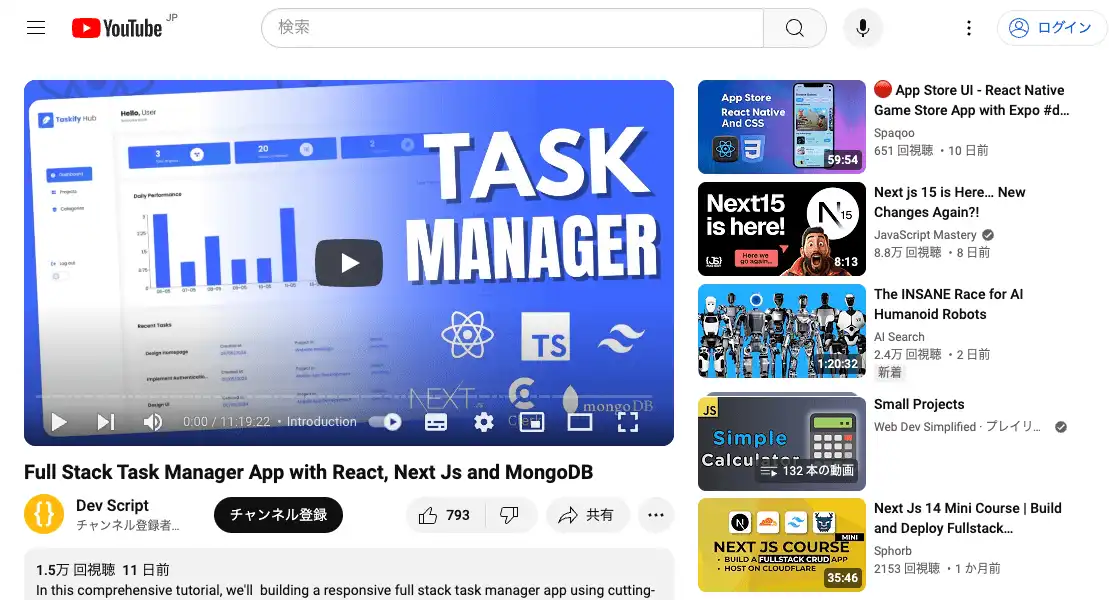 YouTube JP
検索
ログイン
Taskify Hub
Hello, User
3
20
2
Dashboard
Projects
Categories
Log out
Daily Performance
Recent Tasks
Design Homepage
Design UI
TASK
MANAGER
TS
NEXT
mongoDB
0:00 / 11:19:22 • Introduction
Full Stack Task Manager App with React, Next Js and MongoDB
Dev Script
チャンネル登録者…
チャンネル登録
793
共有
1.5万 回視聴 11 日前
In this comprehensive tutorial, we'll building a responsive full stack task manager app using cutting-
App Store
React Native
And CSS
59:54
🔴 App Store UI - React Native
Game Store App with Expo #d…
Spaqoo
651 回視聴 ・10 日前
Next15
is here!
N 15
Here we
go again...
JS
MASTERY
8:13
Next js 15 is Here… New
Changes Again?!
JavaScript Mastery
8.8万 回視聴 ・8 日前
1:20:32
The INSANE Race for AI
Humanoid Robots
AI Search
2.4万 回視聴 ・2 日前
新着
JS
Simple
Calculator
132 本の動画
Small Projects
Web Dev Simplified · プレイリ…
N
MINI
NEXT JS COURSE
• BUILD A FULLSTACK CRUD APP
• HOST ON CLOUDFLARE
35:46
Next Js 14 Mini Course | Build
and Deploy Fullstack…
Sphorb
2153 回視聴 ・1 か月前